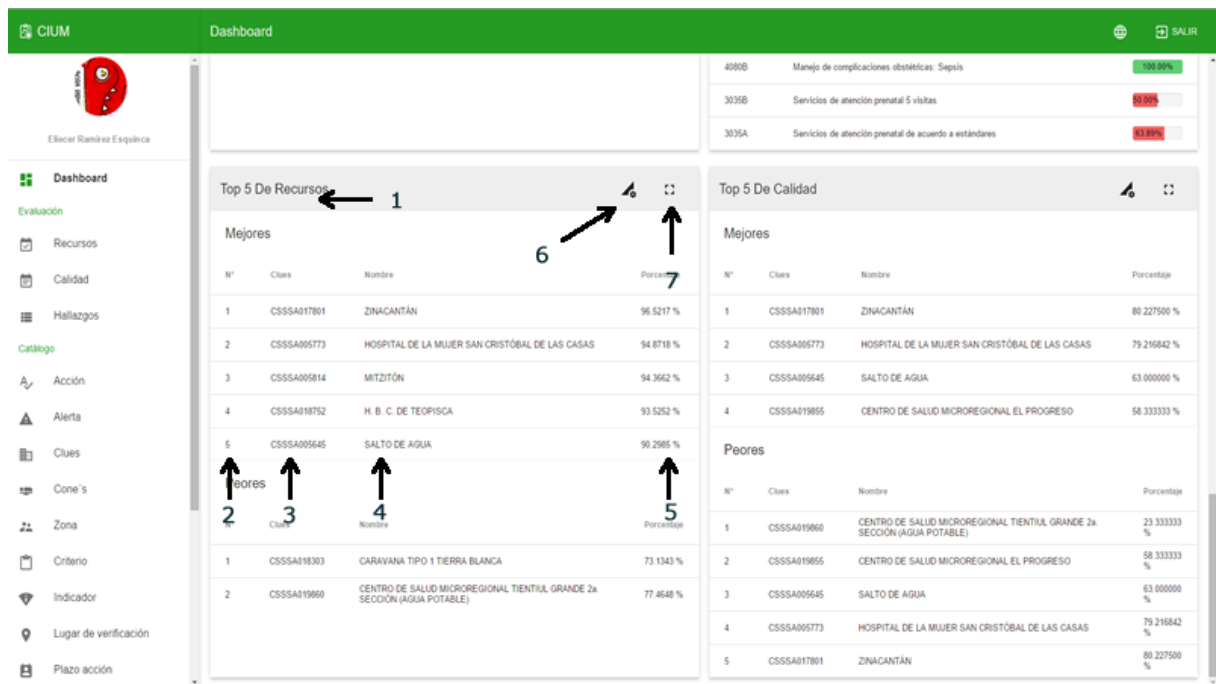 CIUM
Dashboard
SALIR
Eliecer Ramirez Esquinca
Dashboard
Evaluación
Recursos
Calidad
Hallazgos
Catálogo
Acción
Alerta
Clues
Cone´s
Zona
Criterio
Indicador
Lugar de verificación
Plazo acción
4080B Manejo de complicaciones obstétricas: Sepsis 100.00%
3035B Servicios de atención prenatal 5 visitas 50.00%
3035A Servicios de atención prenatal de acuerdo a estándares 63.89%
Top 5 De Recursos
1
6
7
Mejores
N° Clues Nombre Porcentaje
1 CSSSA017801 ZINACANTÁN 96.5217 %
2 CSSSA005773 HOSPITAL DE LA MUJER SAN CRISTÓBAL DE LAS CASAS 94.8718 %
3 CSSSA005814 MITZITÓN 94.3662 %
4 CSSSA018752 H. B. C. DE TEOPISCA 93.5252 %
5 CSSSA005645 SALTO DE AGUA 90.2985 %
Peores
2 3 4 5
N° Clues Nombre Porcentaje
1 CSSSA018303 CARAVANA TIPO 1 TIERRA BLANCA 73.1343 %
2 CSSSA019860 CENTRO DE SALUD MICROREGIONAL TIENTIUL GRANDE 2a. 77.4648 %
SECCIÓN (AGUA POTABLE)
Top 5 De Calidad
Mejores
N° Clues Nombre Porcentaje
1 CSSSA017801 ZINACANTÁN 80.227500 %
2 CSSSA005773 HOSPITAL DE LA MUJER SAN CRISTÓBAL DE LAS CASAS 79.216842 %
3 CSSSA005645 SALTO DE AGUA 63.000000 %
4 CSSSA019855 CENTRO DE SALUD MICROREGIONAL EL PROGRESO 58.333333 %
Peores
N° Clues Nombre Porcentaje
1 CSSSA019860 CENTRO DE SALUD MICROREGIONAL TIENTIUL GRANDE 2a. 23.333333
SECCIÓN (AGUA POTABLE) %
2 CSSSA019855 CENTRO DE SALUD MICROREGIONAL EL PROGRESO 58.333333
%
3 CSSSA005645 SALTO DE AGUA 63.000000
%
4 CSSSA005773 HOSPITAL DE LA MUJER SAN CRISTÓBAL DE LAS CASAS 79.216842
%
5 CSSSA017801 ZINACANTÁN 80.227500
%